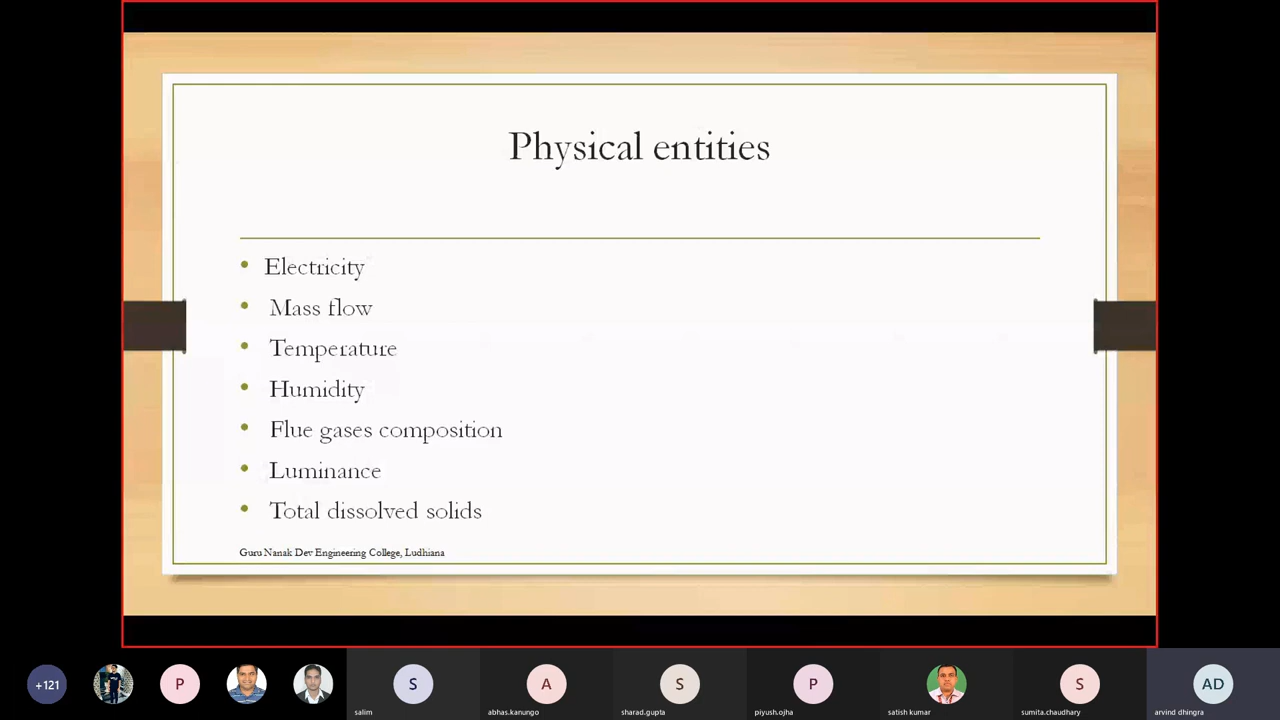 Physical entities
• Electricity
• Mass flow
• Temperature
• Humidity
• Flue gases composition
• Luminance
• Total dissolved solids
Guru Nanak Dev Engineering College, Ludhiana
+121
P
S
A
S
P
S
AD
salim
abhas.kanungo
sharad.gupta
piyush.ojha
satish kumar
sumita.chaudhary
arvind dhingra